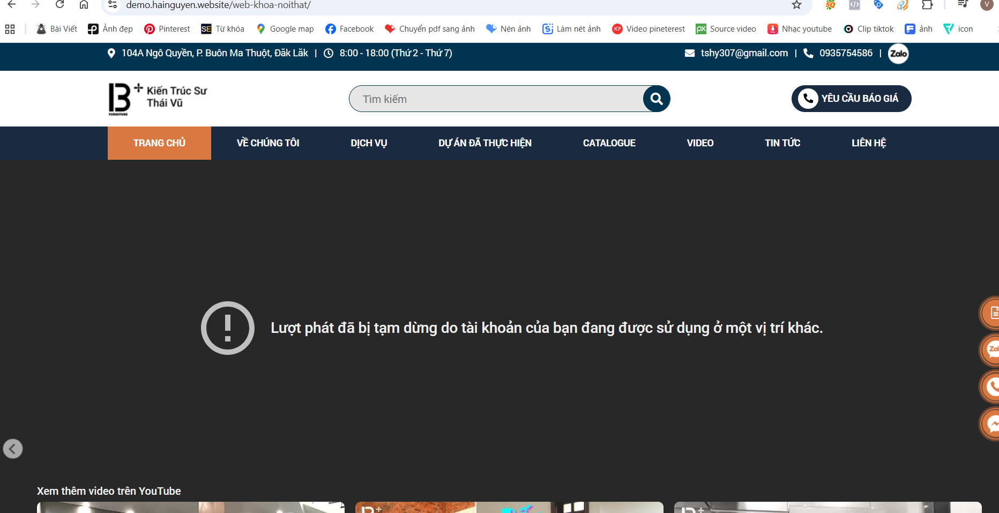 demo.hainguyen.website/web-khoa-noithat/
V
Bài Viết Ảnh đẹp Pinterest SE Từ khóa Google map Facebook Chuyển pdf sang ảnh Nén ảnh Làm nét ảnh KP Video pineterest PX Source video Nhạc youtube Clip tiktok ảnh icon
104A Ngô Quyền, P. Buôn Ma Thuột, Đăk Lăk | 8:00 - 18:00 (Thứ 2 - Thứ 7) tshy307@gmail.com | 0935754586 | Zalo
B+ Kiến Trúc Sư
Thái Vũ
FURNITURE
Tìm kiếm
YÊU CẦU BÁO GIÁ
TRANG CHỦ VỀ CHÚNG TÔI DỊCH VỤ DỰ ÁN ĐÃ THỰC HIỆN CATALOGUE VIDEO TIN TỨC LIÊN HỆ
Lượt phát đã bị tạm dừng do tài khoản của bạn đang được sử dụng ở một vị trí khác.
Xem thêm video trên YouTube